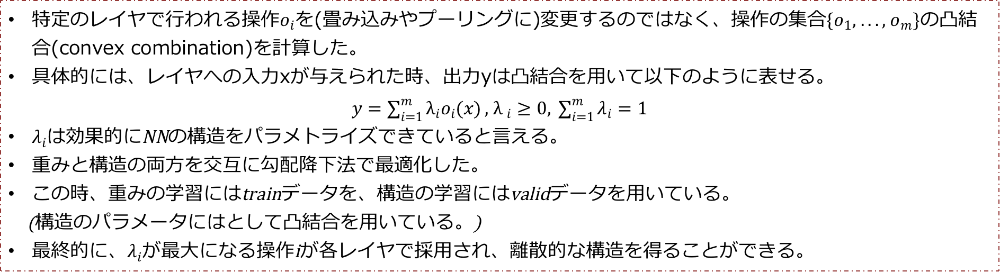 • 特定のレイヤで行われる操作𝑜ᵢを(畳み込みやプーリングに)変更するのではなく、操作の集合{𝑜₁, . . . , 𝑜ₘ}の凸結
合(convex combination)を計算した。
• 具体的には、レイヤへの入力xが与えられた時、出力yは凸結合を用いて以下のように表せる。
𝑦 = ∑ᵢ₌₁ᵐ λᵢ𝑜ᵢ(𝑥) , λ ᵢ ≥ 0, ∑ᵢ₌₁ᵐ 𝜆ᵢ = 1
• 𝜆ᵢは効果的にNNの構造をパラメトライズできていると言える。
• 重みと構造の両方を交互に勾配降下法で最適化した。
• この時、重みの学習にはtrainデータを、構造の学習にはvalidデータを用いている。
(構造のパラメータにはとして凸結合を用いている。)
• 最終的に、𝜆ᵢが最大になる操作iが各レイヤで採用され、離散的な構造を得ることができる。